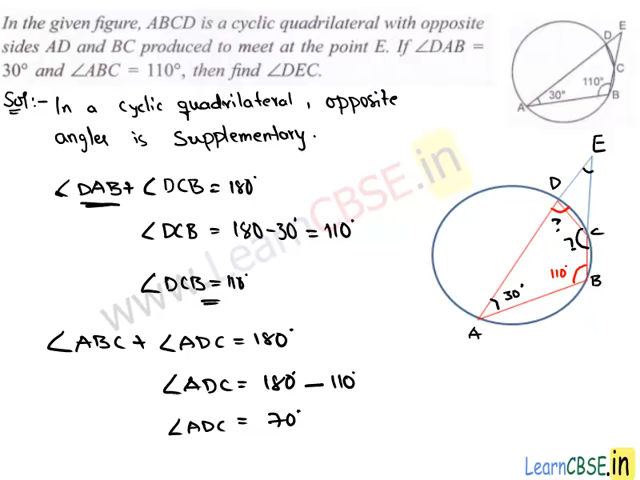 In the given figure, ABCD is a cyclic quadrilateral with opposite
sides AD and BC produced to meet at the point E. If ∠DAB =
30° and ∠ABC = 110°, then find ∠DEC.
E
D
C
110°
B
A
30°
Sol:- In a cyclic quadrilateral, opposite
angles is supplementory.
∠DAB + ∠DCB = 180°
∠DCB = 180 - 30° = 110°
∠DCB = 110°
∠ABC + ∠ADC = 180°
∠ADC = 180° - 110°
∠ADC = 70°
E
D
?
C
?
110°
B
30°
A
www.LearnCBSE.in
LearnCBSE.in